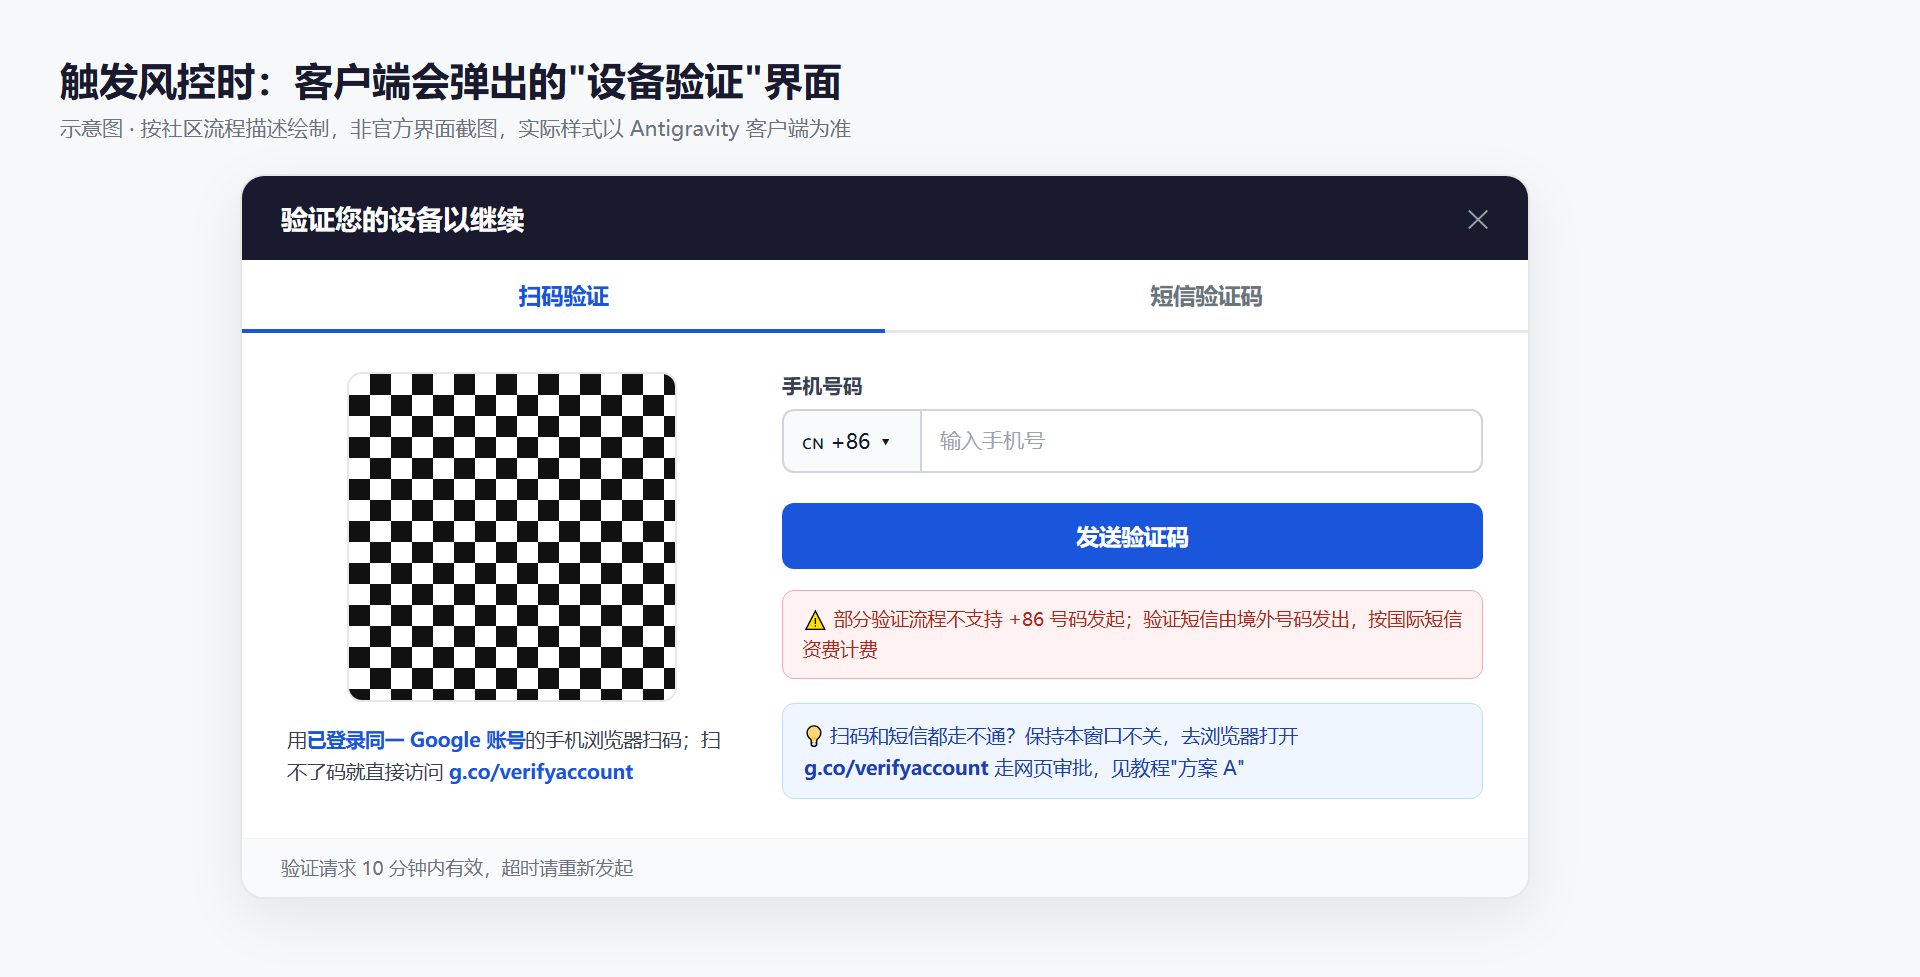 触发风控时：客户端会弹出的"设备验证"界面
示意图 · 按社区流程描述绘制，非官方界面截图，实际样式以 Antigravity 客户端为准
验证您的设备以继续
扫码验证
短信验证码
手机号码
CN +86
输入手机号
发送验证码
部分验证流程不支持 +86 号码发起；验证短信由境外号码发出，按国际短信
资费计费
扫码和短信都走不通？保持本窗口不关，去浏览器打开
g.co/verifyaccount 走网页审批，见教程"方案 A"
用已登录同一 Google 账号的手机浏览器扫码；扫
不了码就直接访问 g.co/verifyaccount
验证请求 10 分钟内有效，超时请重新发起